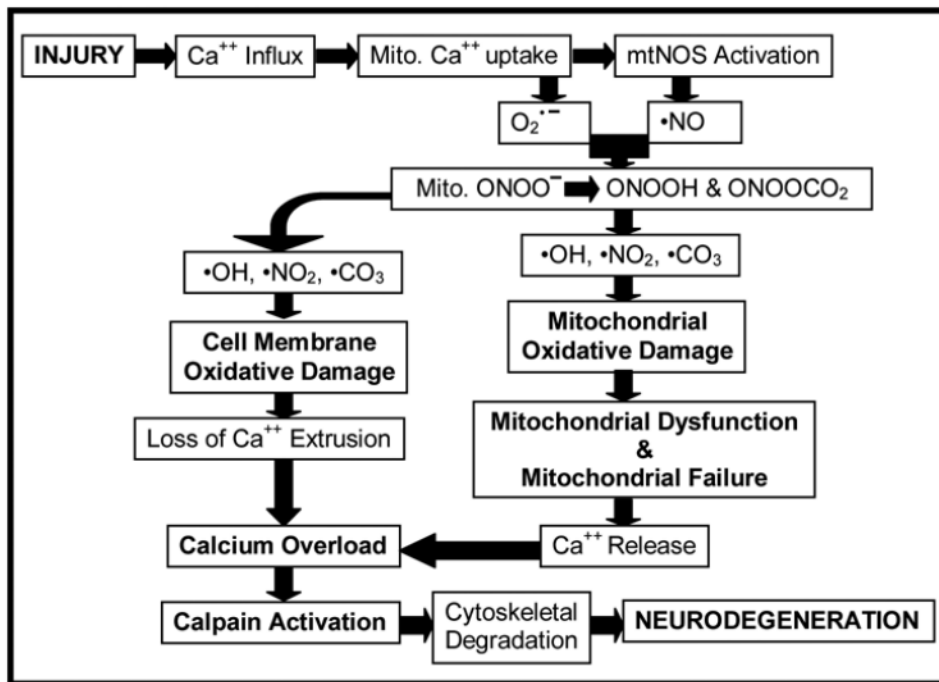 INJURY
Ca⁺⁺ Influx
Mito. Ca⁺⁺ uptake
mtNOS Activation
O₂•⁻
•NO
Mito. ONOO⁻ ONOOH & ONOOCO₂
•OH, •NO₂, •CO₃
•OH, •NO₂, •CO₃
Cell Membrane
Oxidative Damage
Mitochondrial
Oxidative Damage
Loss of Ca⁺⁺ Extrusion
Mitochondrial Dysfunction
&
Mitochondrial Failure
Calcium Overload
Ca⁺⁺ Release
Calpain Activation
Cytoskeletal
Degradation
NEURODEGENERATION